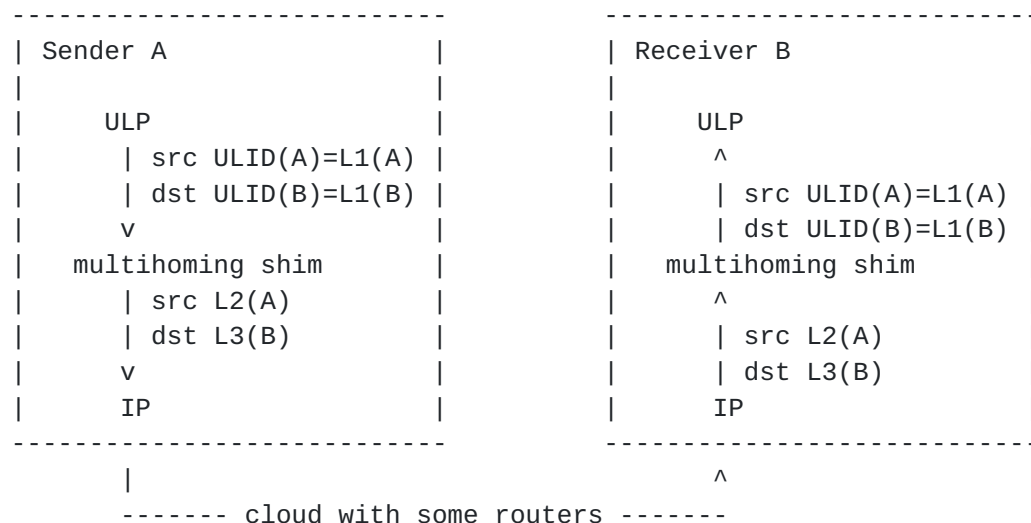 ----------------------------          ----------------------------
| Sender A                 |          | Receiver B               |
|                          |          |                          |
|     ULP                  |          |     ULP                  |
|      | src ULID(A)=L1(A) |          |      ^                   |
|      | dst ULID(B)=L1(B) |          |      | src ULID(A)=L1(A) |
|      v                   |          |      | dst ULID(B)=L1(B) |
|   multihoming shim       |          |   multihoming shim       |
|      | src L2(A)         |          |      ^                   |
|      | dst L3(B)         |          |      | src L2(A)         |
|      v                   |          |      | dst L3(B)         |
|      IP                  |          |      IP                  |
----------------------------          ----------------------------
       |                                     ^
       ------- cloud with some routers -------